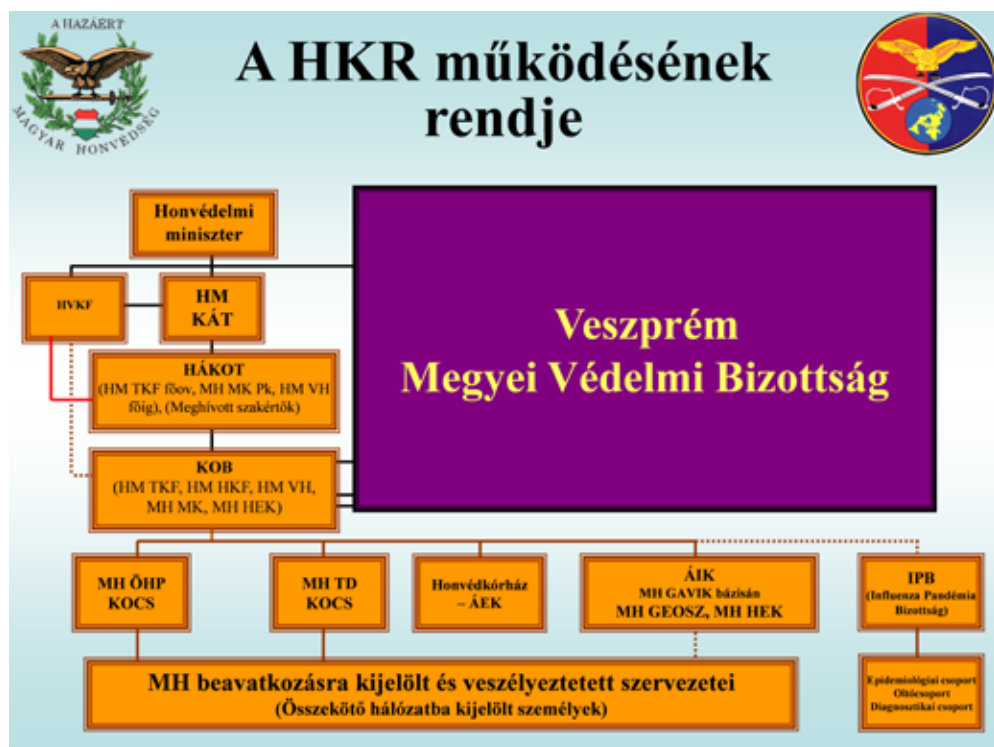 A HAZÁÉRT
MAGYAR HONVÉDSÉG
A HKR működésének
rendje
Honvédelmi
miniszter
HVKF
HM
KÁT
Veszprém
Megyei Védelmi Bizottság
HÁKOT
(HM TKF főov, MH MK Pk, HM VH
főig), (Meghívott szakértők)
KOB
(HM TKF, HM HKF, HM VH,
MH MK, MH HEK)
MH ÖHP
KOCS
MH TD
KOCS
Honvédkórház
– ÁEK
ÁIK
MH GAVIK bázisán
MH GEOSZ, MH HEK
IPB
(Influenza Pandémia
Bizottság)
MH beavatkozásra kijelölt és veszélyeztetett szervezetei
(Összekötő hálózatba kijelölt személyek)
Epidemiológiai csoport
Oltócsoport
Diagnosztikai csoport